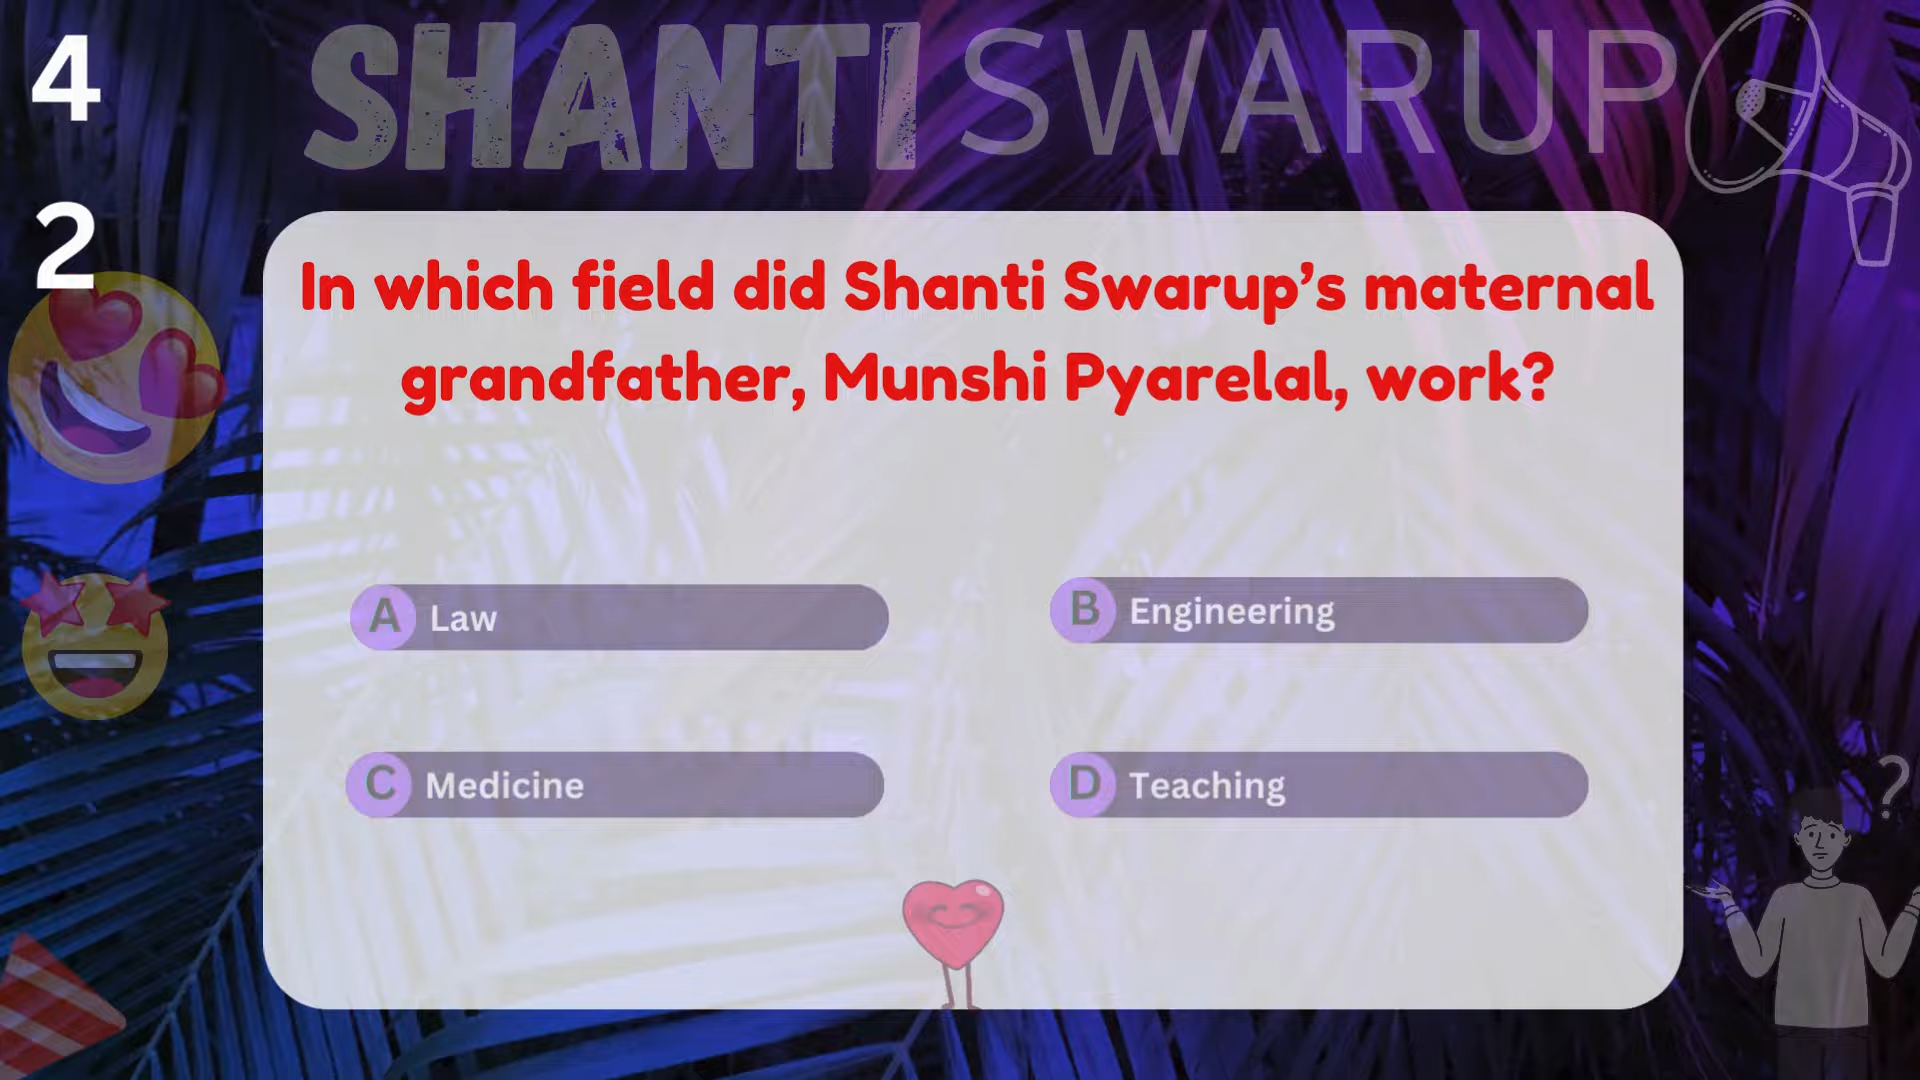 4
SHANTI SWARUP
2
In which field did Shanti Swarup’s maternal
grandfather, Munshi Pyarelal, work?
A Law
B Engineering
C Medicine
D Teaching
?